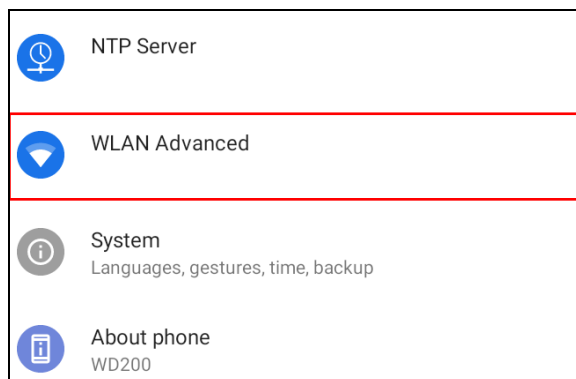 NTP Server
WLAN Advanced
System
Languages, gestures, time, backup
About phone
WD200